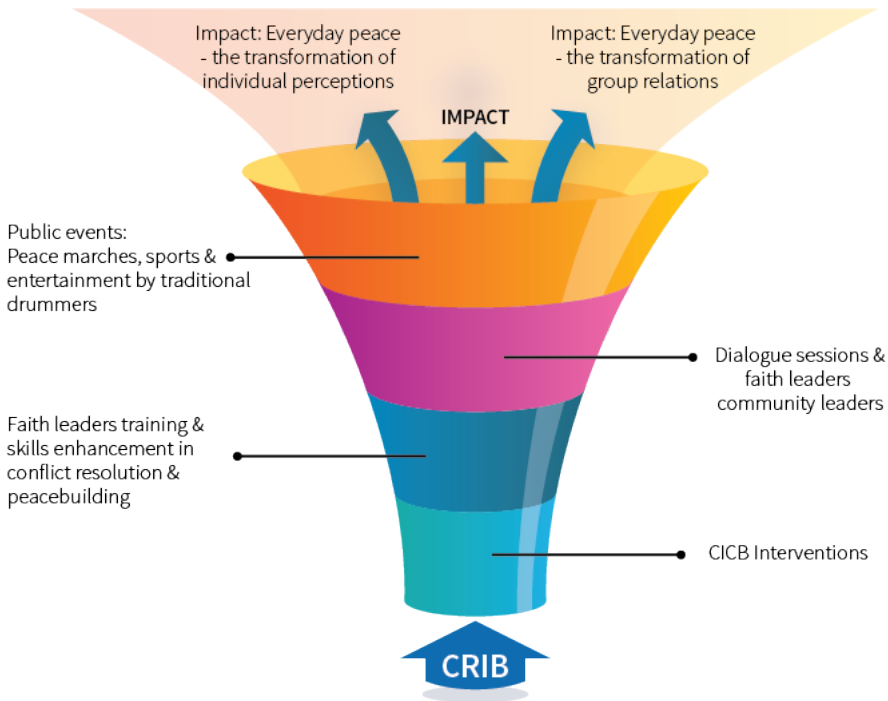 Impact: Everyday peace
- the transformation of
individual perceptions
Impact: Everyday peace
- the transformation of
group relations
IMPACT
Public events:
Peace marches, sports &
entertainment by traditional
drummers
Dialogue sessions &
faith leaders
community leaders
Faith leaders training &
skills enhancement in
conflict resolution &
peacebuilding
CICB Interventions
CRIB